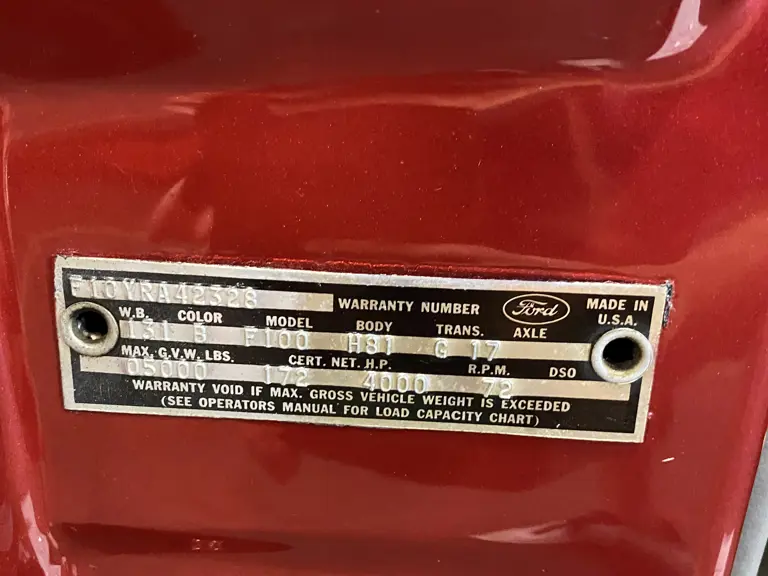 F10YRA42328 WARRANTY NUMBER Ford MADE IN U.S.A.
W.B. COLOR MODEL BODY TRANS. AXLE
131 B F100 H81 G 17
MAX. G.V.W. LBS. CERT. NET. H.P. R.P.M. DSO
05000 172 4000 72
WARRANTY VOID IF MAX. GROSS VEHICLE WEIGHT IS EXCEEDED
(SEE OPERATORS MANUAL FOR LOAD CAPACITY CHART)